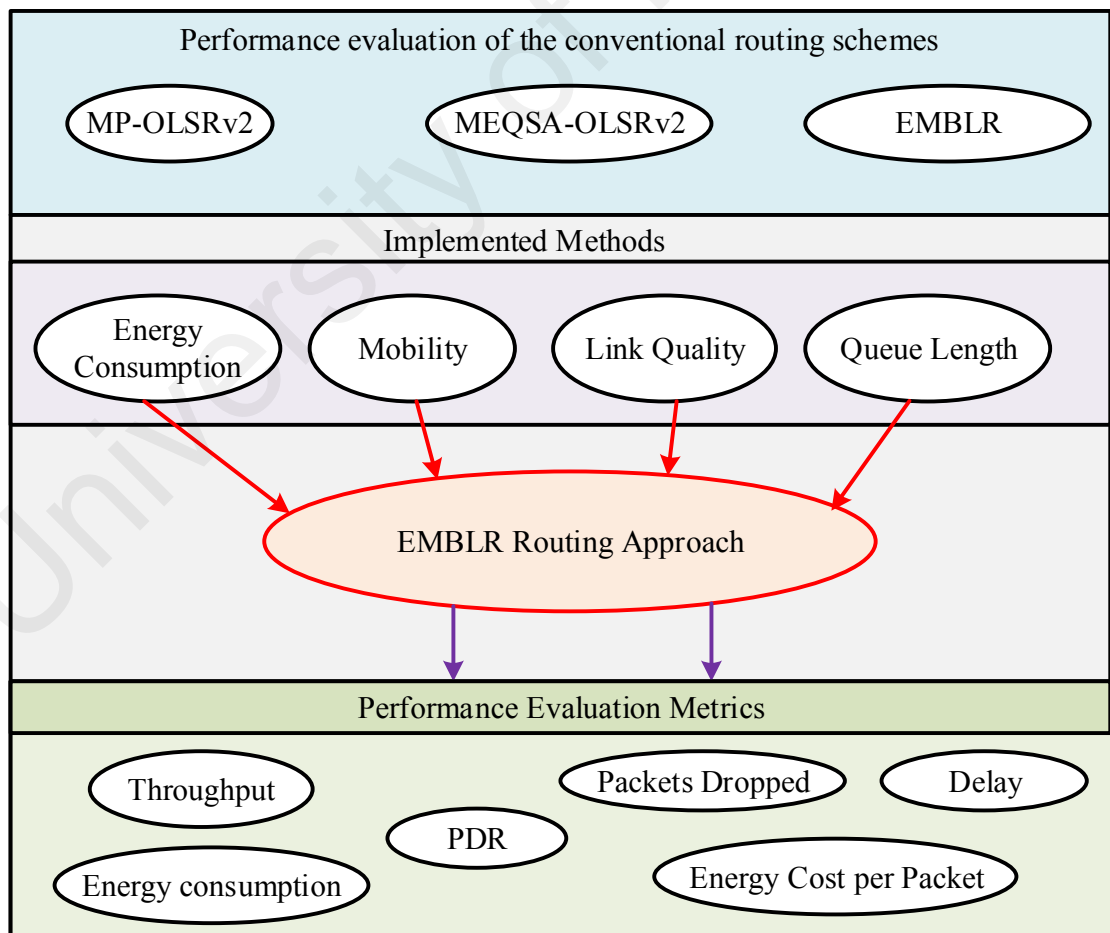 Performance evaluation of the conventional routing schemes
MP-OLSRv2
MEQSA-OLSRv2
EMBLR
Implemented Methods
Energy
Consumption
Mobility
Link Quality
Queue Length
EMBLR Routing Approach
Performance Evaluation Metrics
Throughput
Packets Dropped
Delay
PDR
Energy consumption
Energy Cost per Packet
University of